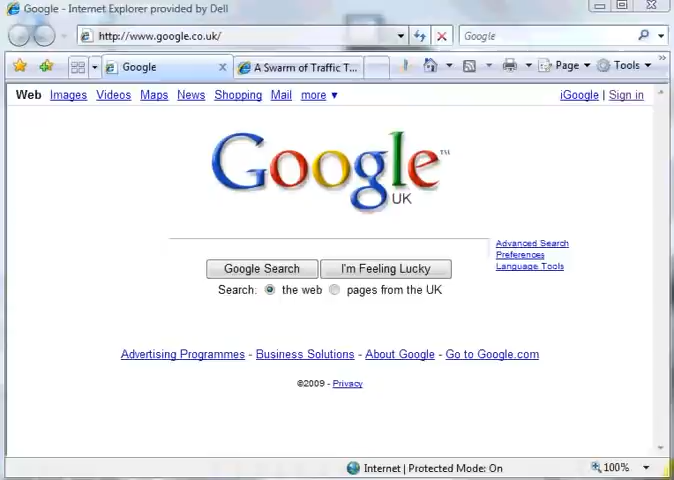 Google - Internet Explorer provided by Dell
http://www.google.co.uk/
Google
Google
A Swarm of Traffic T...
Page
Tools
Web Images Videos Maps News Shopping Mail more ▼
iGoogle | Sign in
Google™
UK
Advanced Search
Preferences
Language Tools
Google Search
I'm Feeling Lucky
Search: the web pages from the UK
Advertising Programmes - Business Solutions - About Google - Go to Google.com
©2009 - Privacy
Internet | Protected Mode: On
100%